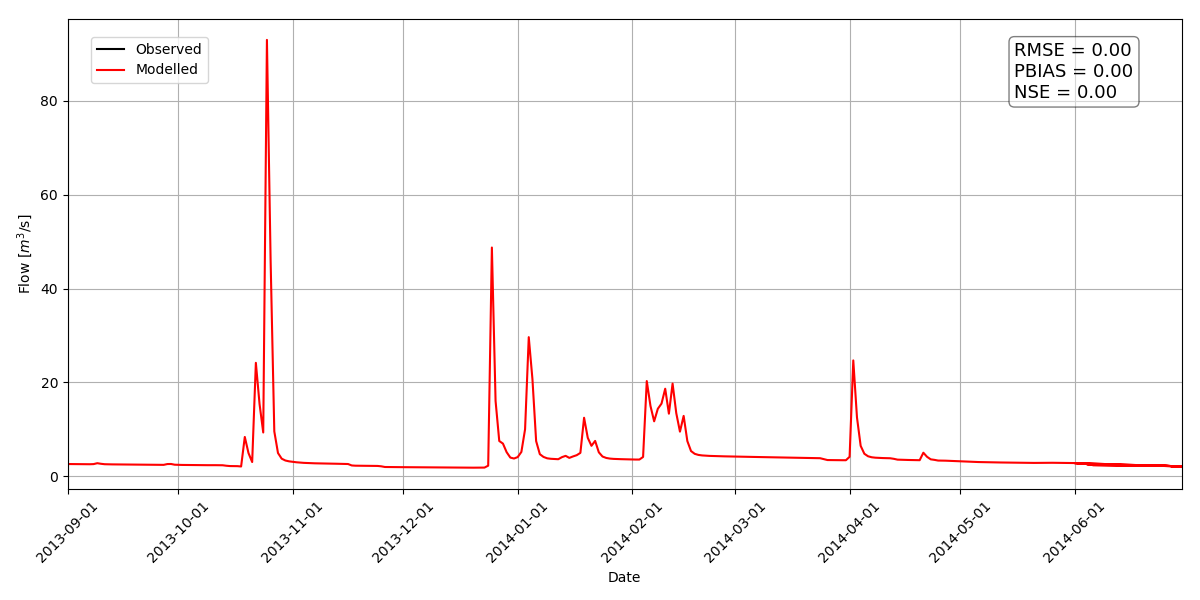 Observed
Modelled
RMSE = 0.00
PBIAS = 0.00
NSE = 0.00
80
60
40
20
0
Flow [m³/s]
2013-09-01
2013-10-01
2013-11-01
2013-12-01
2014-01-01
2014-02-01
2014-03-01
2014-04-01
2014-05-01
2014-06-01
Date